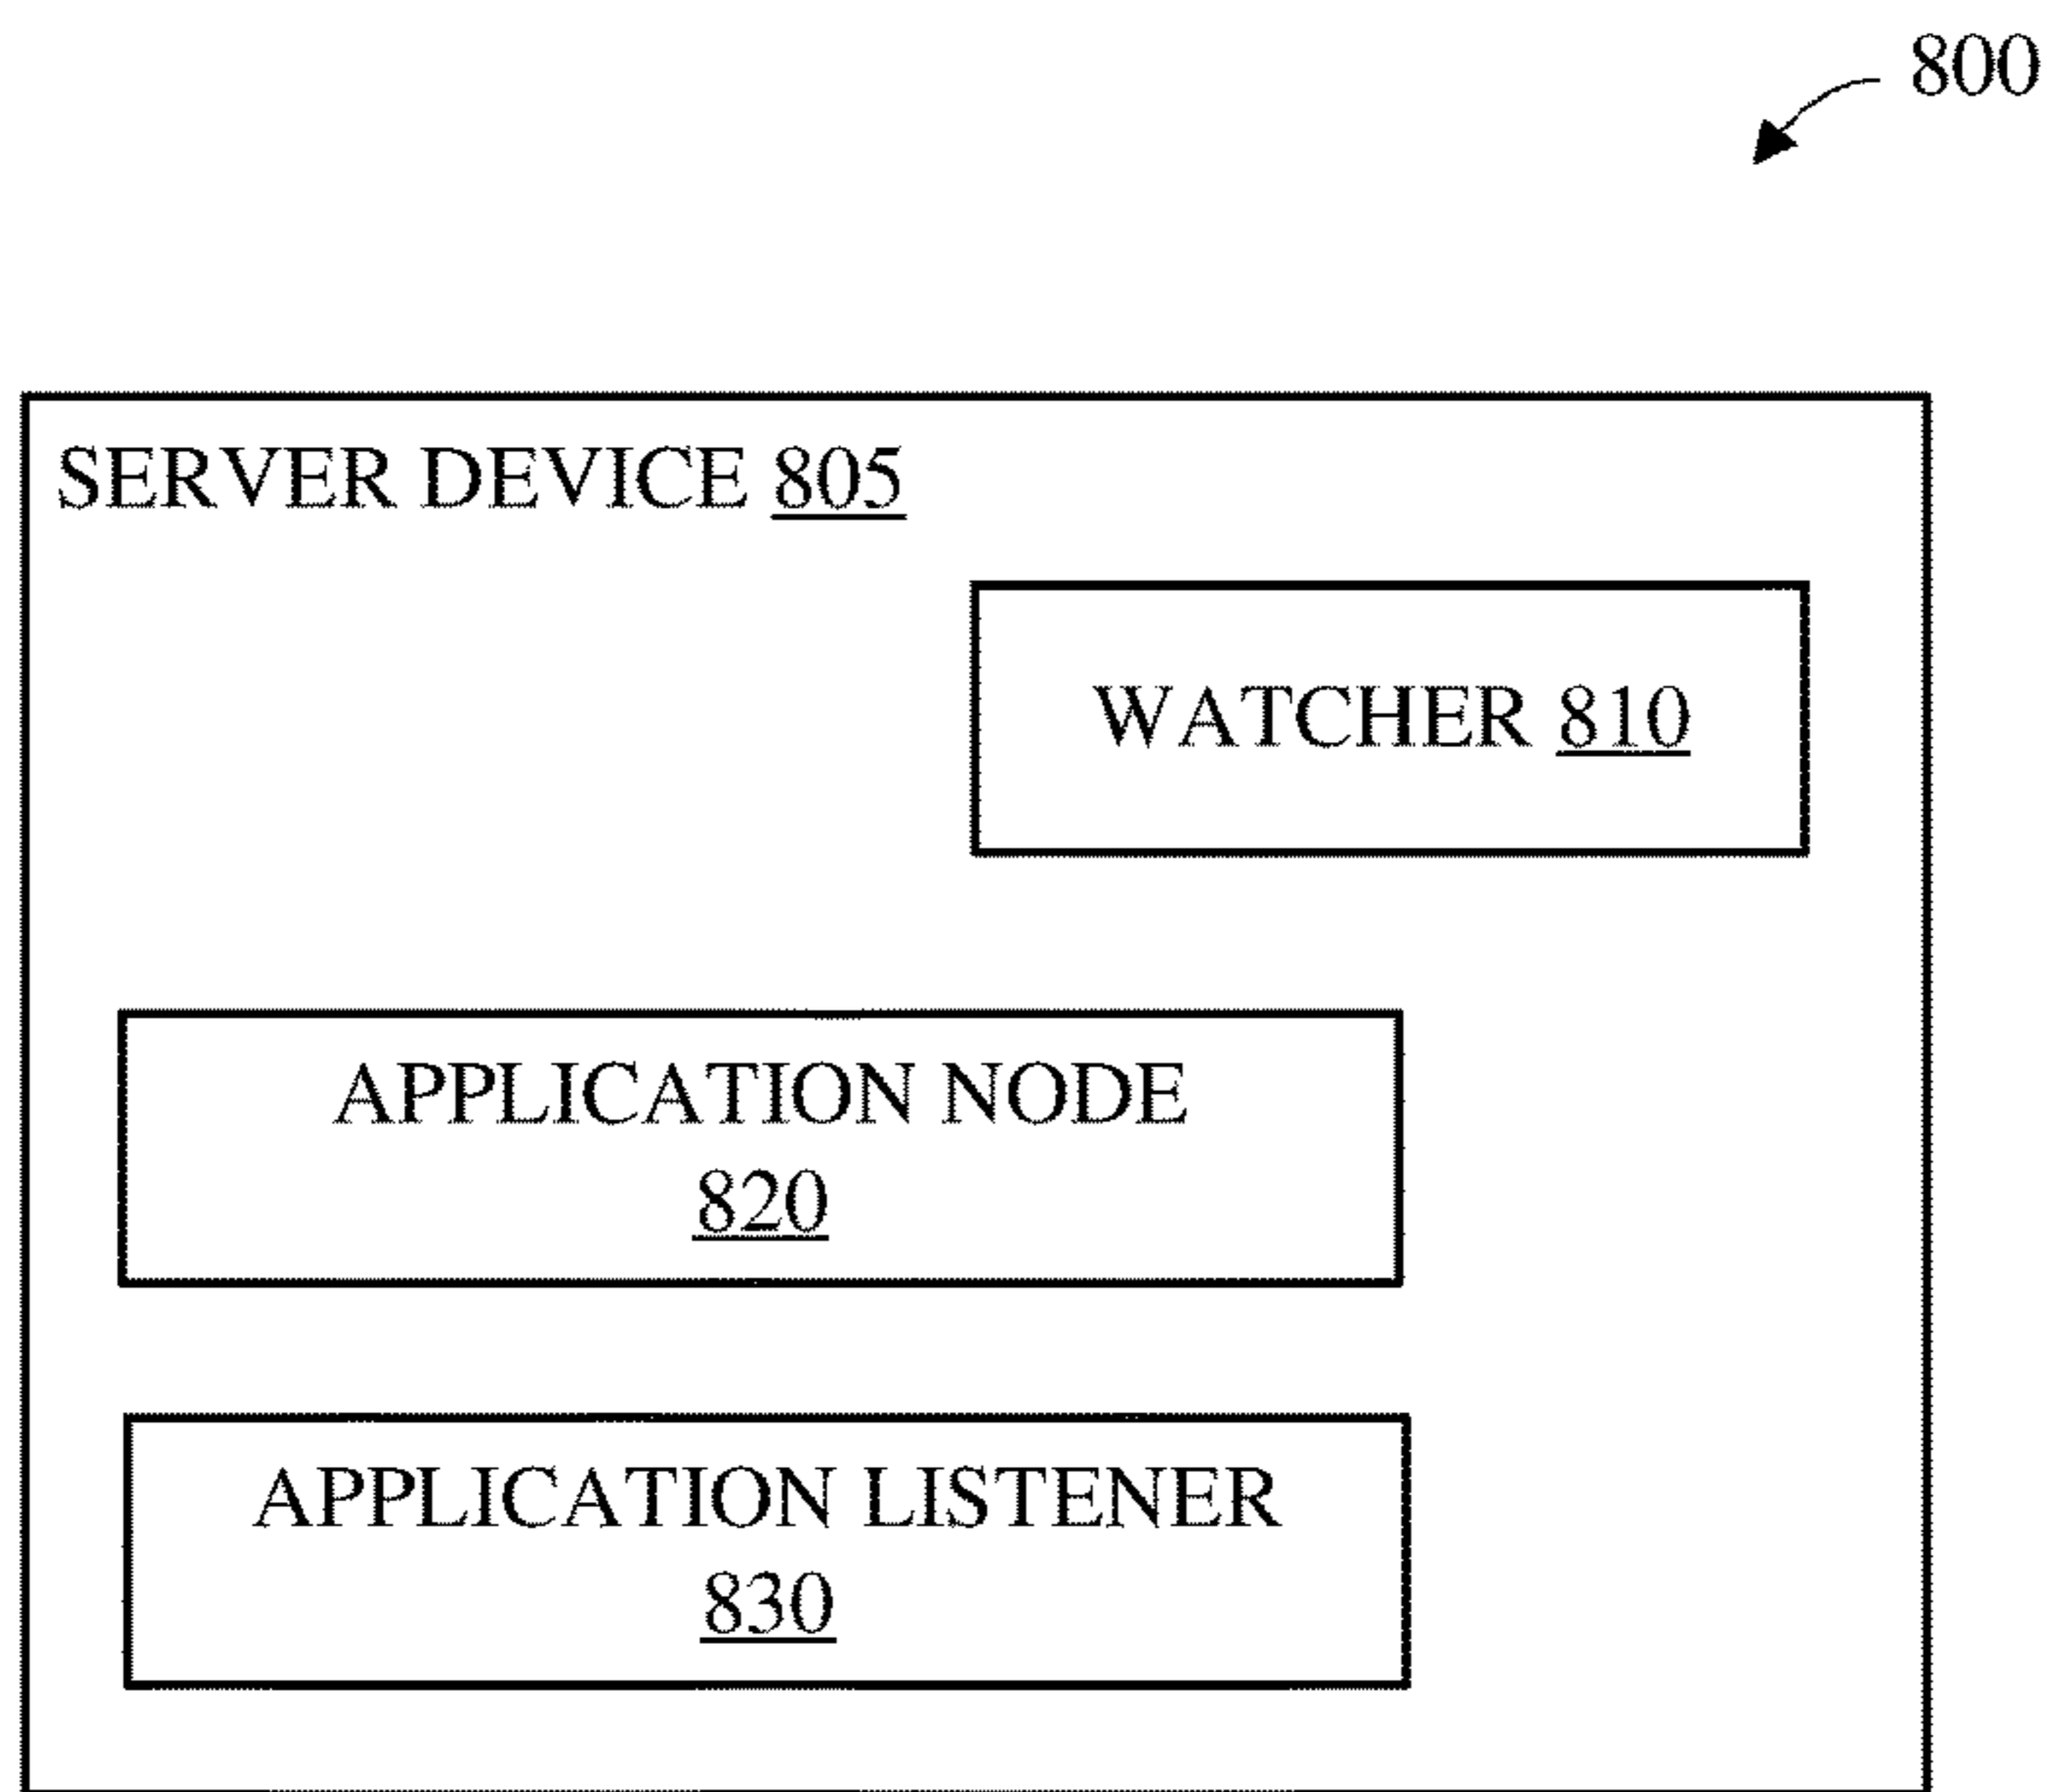 800
SERVER DEVICE 805
WATCHER 810
APPLICATION NODE
820
APPLICATION LISTENER
830